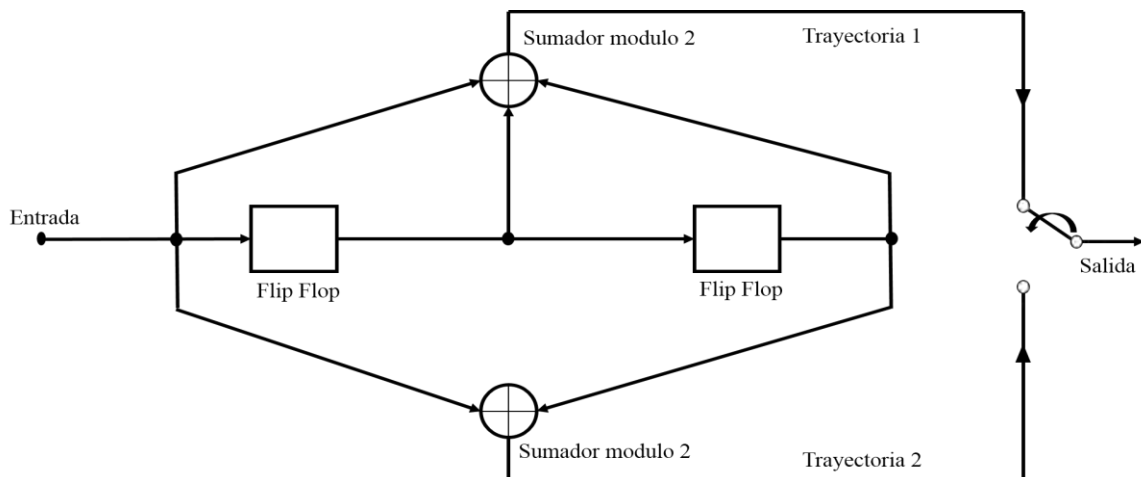 Sumador modulo 2
Trayectoria 1
Entrada
Flip Flop
Flip Flop
Salida
Sumador modulo 2
Trayectoria 2